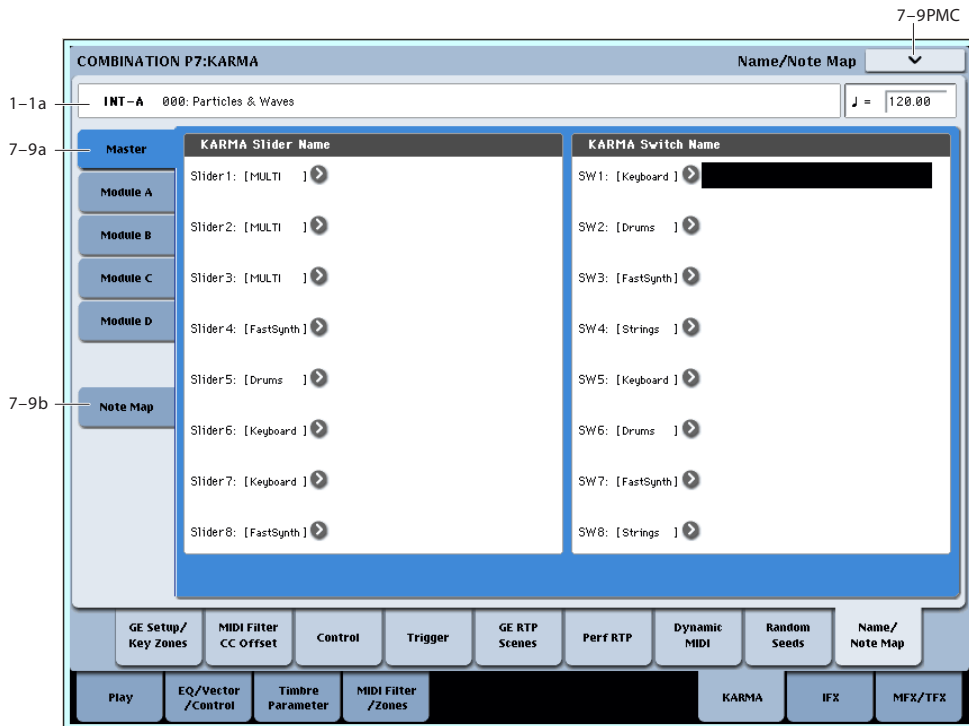 7–9PMC
COMBINATION P7:KARMA
Name/Note Map
1–1a
INT-A 000: Particles & Waves
♩ = 120.00
7–9a
Master
Module A
Module B
Module C
Module D
7–9b
Note Map
KARMA Slider Name
Slider1: [MULTI ]
Slider2: [MULTI ]
Slider3: [MULTI ]
Slider4: [FastSynth]
Slider5: [Drums ]
Slider6: [Keyboard ]
Slider7: [Keyboard ]
Slider8: [FastSynth]
KARMA Switch Name
SW1: [Keyboard ]
SW2: [Drums ]
SW3: [FastSynth]
SW4: [Strings ]
SW5: [Keyboard ]
SW6: [Drums ]
SW7: [FastSynth]
SW8: [Strings ]
GE Setup/
Key Zones
MIDI Filter
CC Offset
Control
Trigger
GE RTP
Scenes
Perf RTP
Dynamic
MIDI
Random
Seeds
Name/
Note Map
Play
EQ/Vector
/Control
Timbre
Parameter
MIDI Filter
/Zones
KARMA
IFX
MFX/TFX